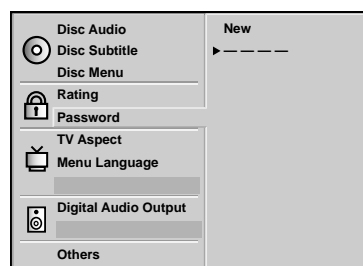 Disc Audio
Disc Subtitle
Disc Menu
Rating
Password
TV Aspect
Menu Language
Digital Audio Output
Others
New
– – – –